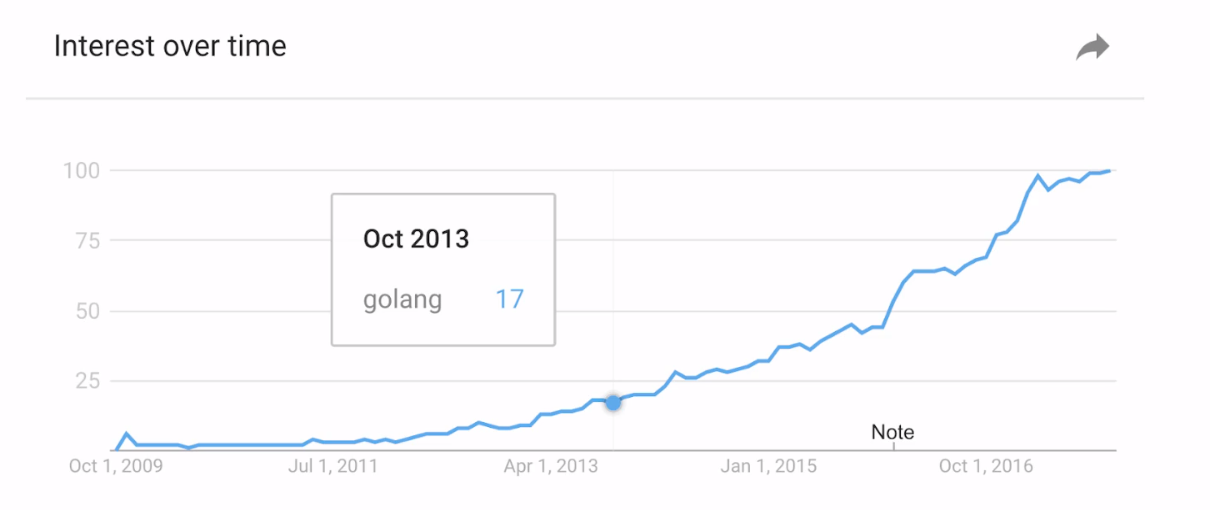 Interest over time
100
75
50
25
Oct 2013
golang 17
Note
Oct 1, 2009 Jul 1, 2011 Apr 1, 2013 Jan 1, 2015 Oct 1, 2016